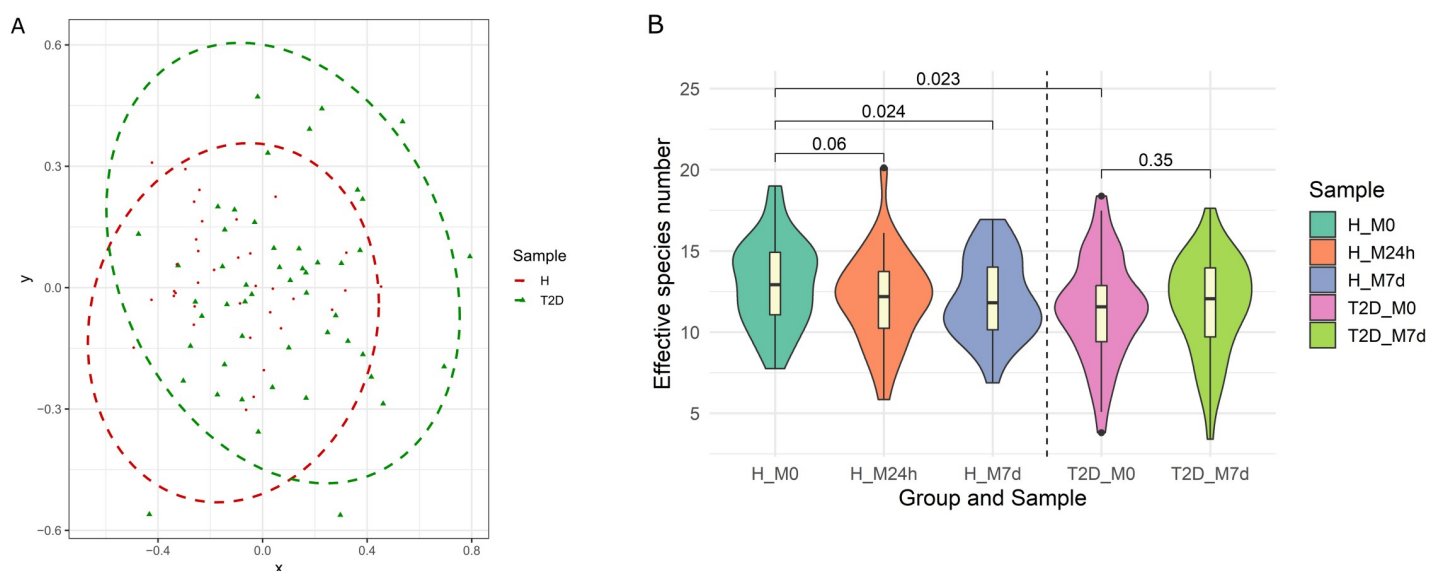 A
0.6
0.3
0.0
−0.3
−0.6
y
−0.4 0.0 0.4 0.8
x
Sample
H
T2D
B
25
20
15
10
5
Effective species number
0.023
0.024
0.06
0.35
H_M0 H_M24h H_M7d T2D_M0 T2D_M7d
Group and Sample
Sample
H_M0
H_M24h
H_M7d
T2D_M0
T2D_M7d